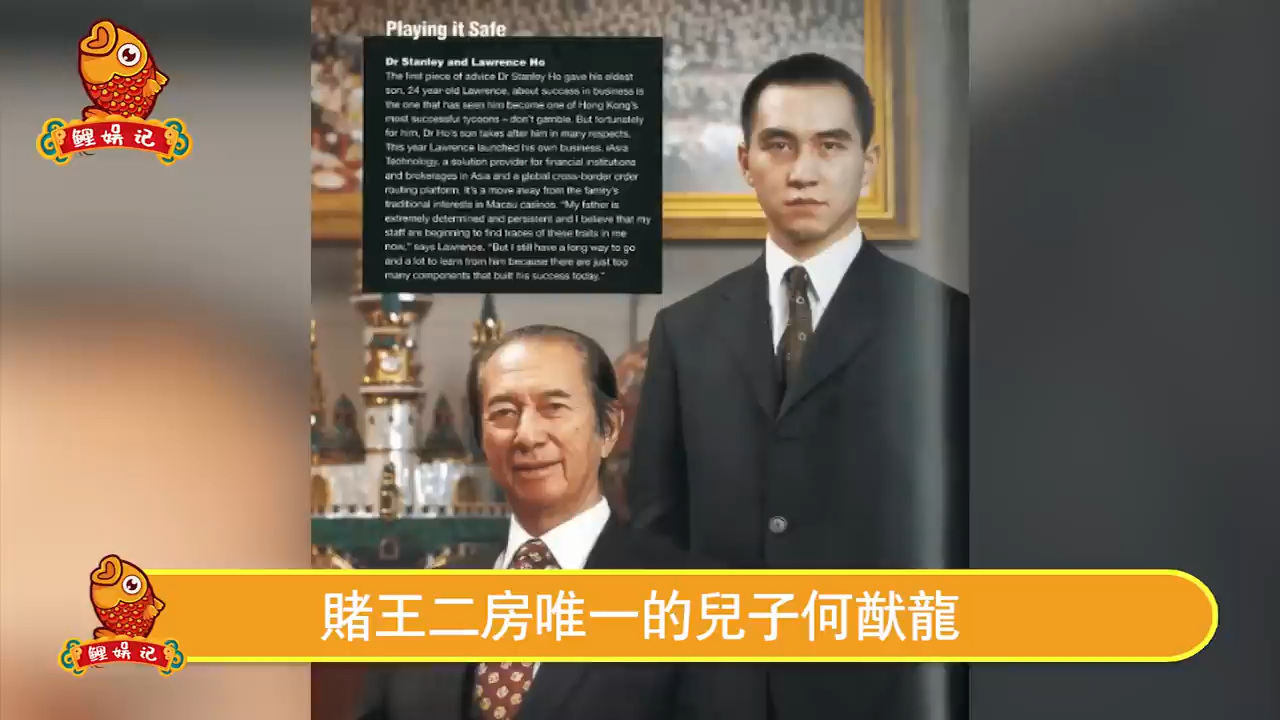 Playing it Safe
Dr Stanley and Lawrence Ho
The first piece of advice Dr Stanley Ho gave his eldest
son, 24 year-old Lawrence, about success in business is
the one that has seen him become one of Hong Kong's
most successful tycoons – don't gamble. But fortunately
for him, Dr Ho's son takes after him in many respects.
This year Lawrence launched his own business, iAsia
Technology, a solution provider for financial institutions
and brokerages in Asia and a global cross-border order
routing platform. It's a move away from the family's
traditional interests in Macau casinos. "My father is
extremely determined and persistent and I believe that my
staff are beginning to find traces of these traits in me
now," says Lawrence. "But I still have a long way to go
and a lot to learn from him because there are just too
many components that built his success today."
鲤娱记
賭王二房唯一的兒子何猷龍
鲤娱记